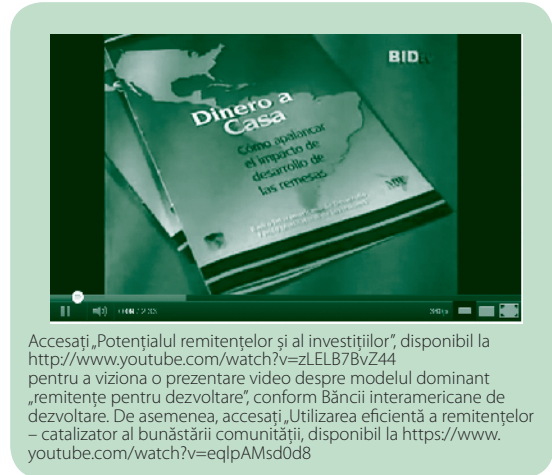 BIDtv
Dinero a
Casa
Cómo apalancar
el impacto de
desarrollo de
las remesas
Accesați „Potențialul remitențelor și al investițiilor”, disponibil la
http://www.youtube.com/watch?v=zLELB7BvZ44
pentru a viziona o prezentare video despre modelul dominant
„remitențe pentru dezvoltare”, conform Băncii interamericane de
dezvoltare. De asemenea, accesați „Utilizarea eficientă a remitențelor
– catalizator al bunăstării comunității, disponibil la https://www.
youtube.com/watch?v=eqlpAMsd0d8